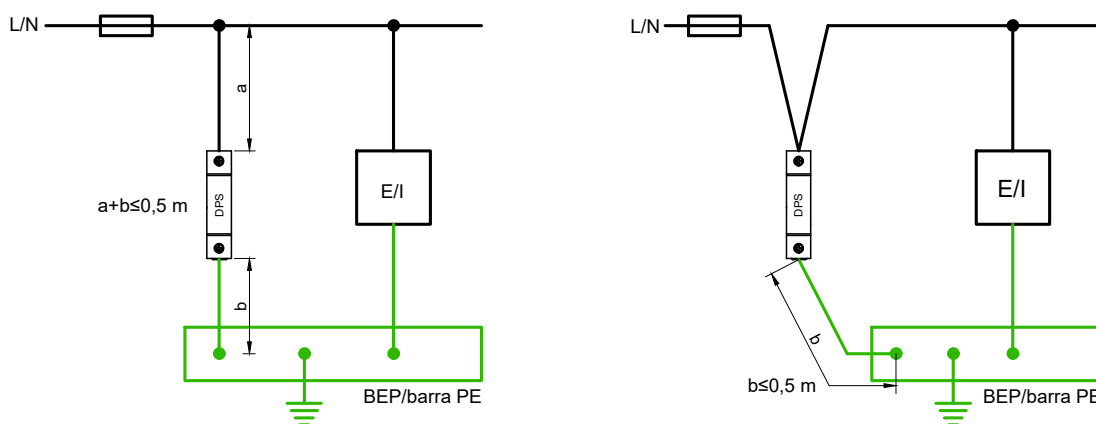 L/N
a
DPS
E/I
a+b≤0,5 m
b
BEP/barra PE
L/N
DPS
E/I
b
b≤0,5 m
BEP/barra PE